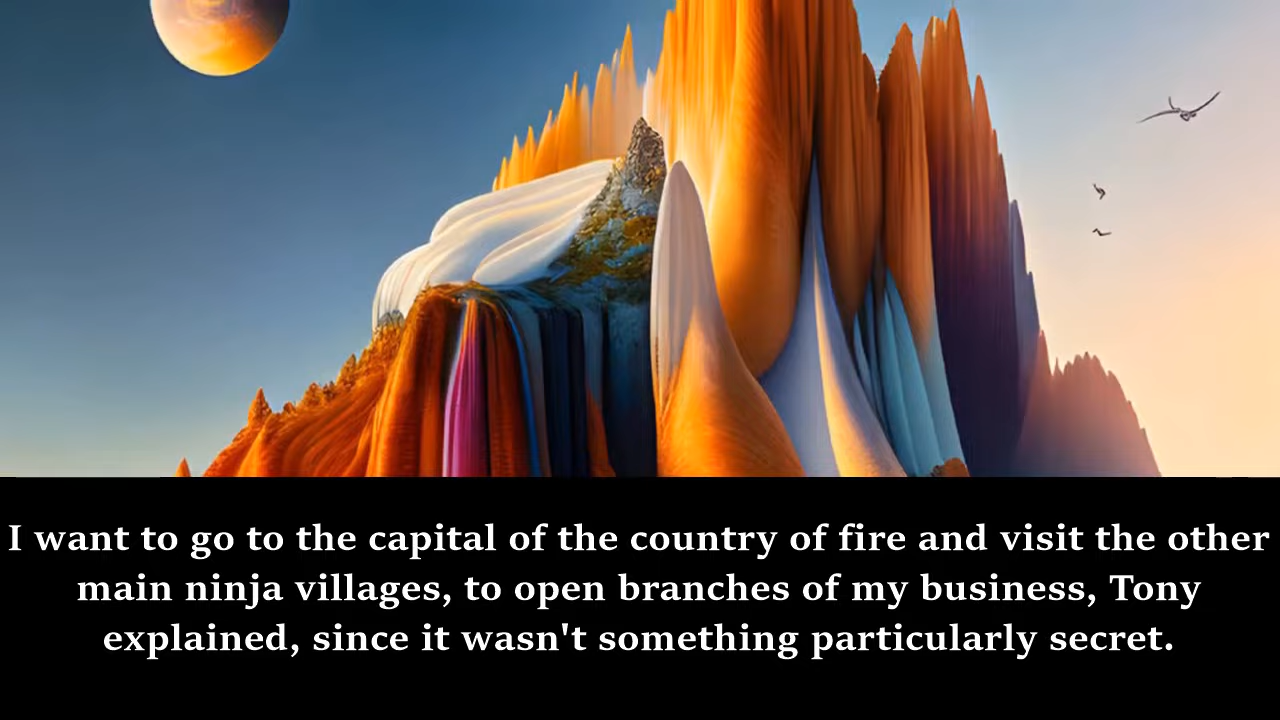 I want to go to the capital of the country of fire and visit the other
main ninja villages, to open branches of my business, Tony
explained, since it wasn't something particularly secret.